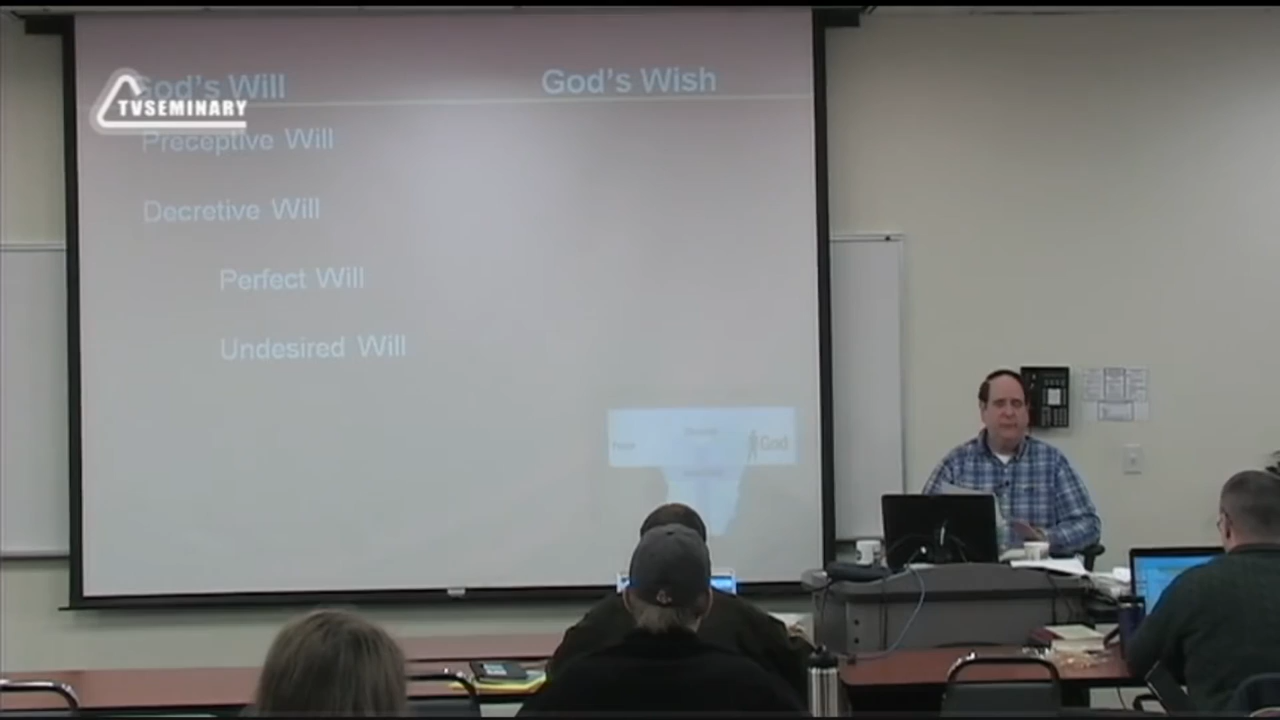 God's Will
God's Wish
TVSEMINARY
Preceptive Will
Decretive Will
Perfect Will
Undesired Will
God